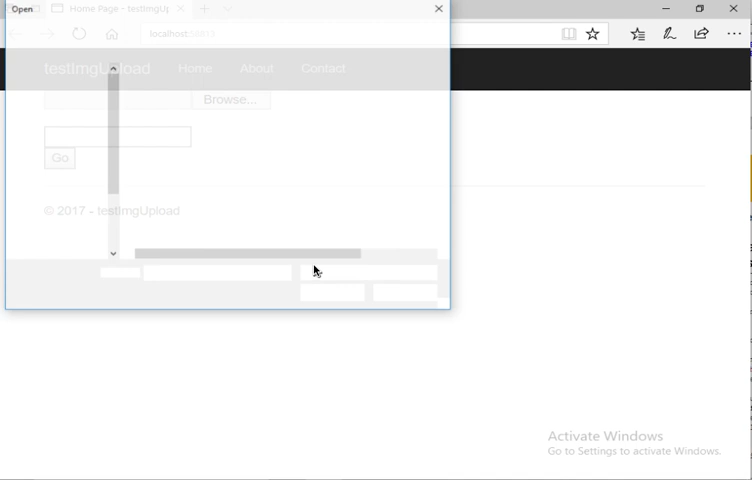 Open
Home Page - testImgUp
localhost:
testImgUpload Home About Contact
Browse...
Go
© 2017 - testImgUpload
Activate Windows
Go to Settings to activate Windows.